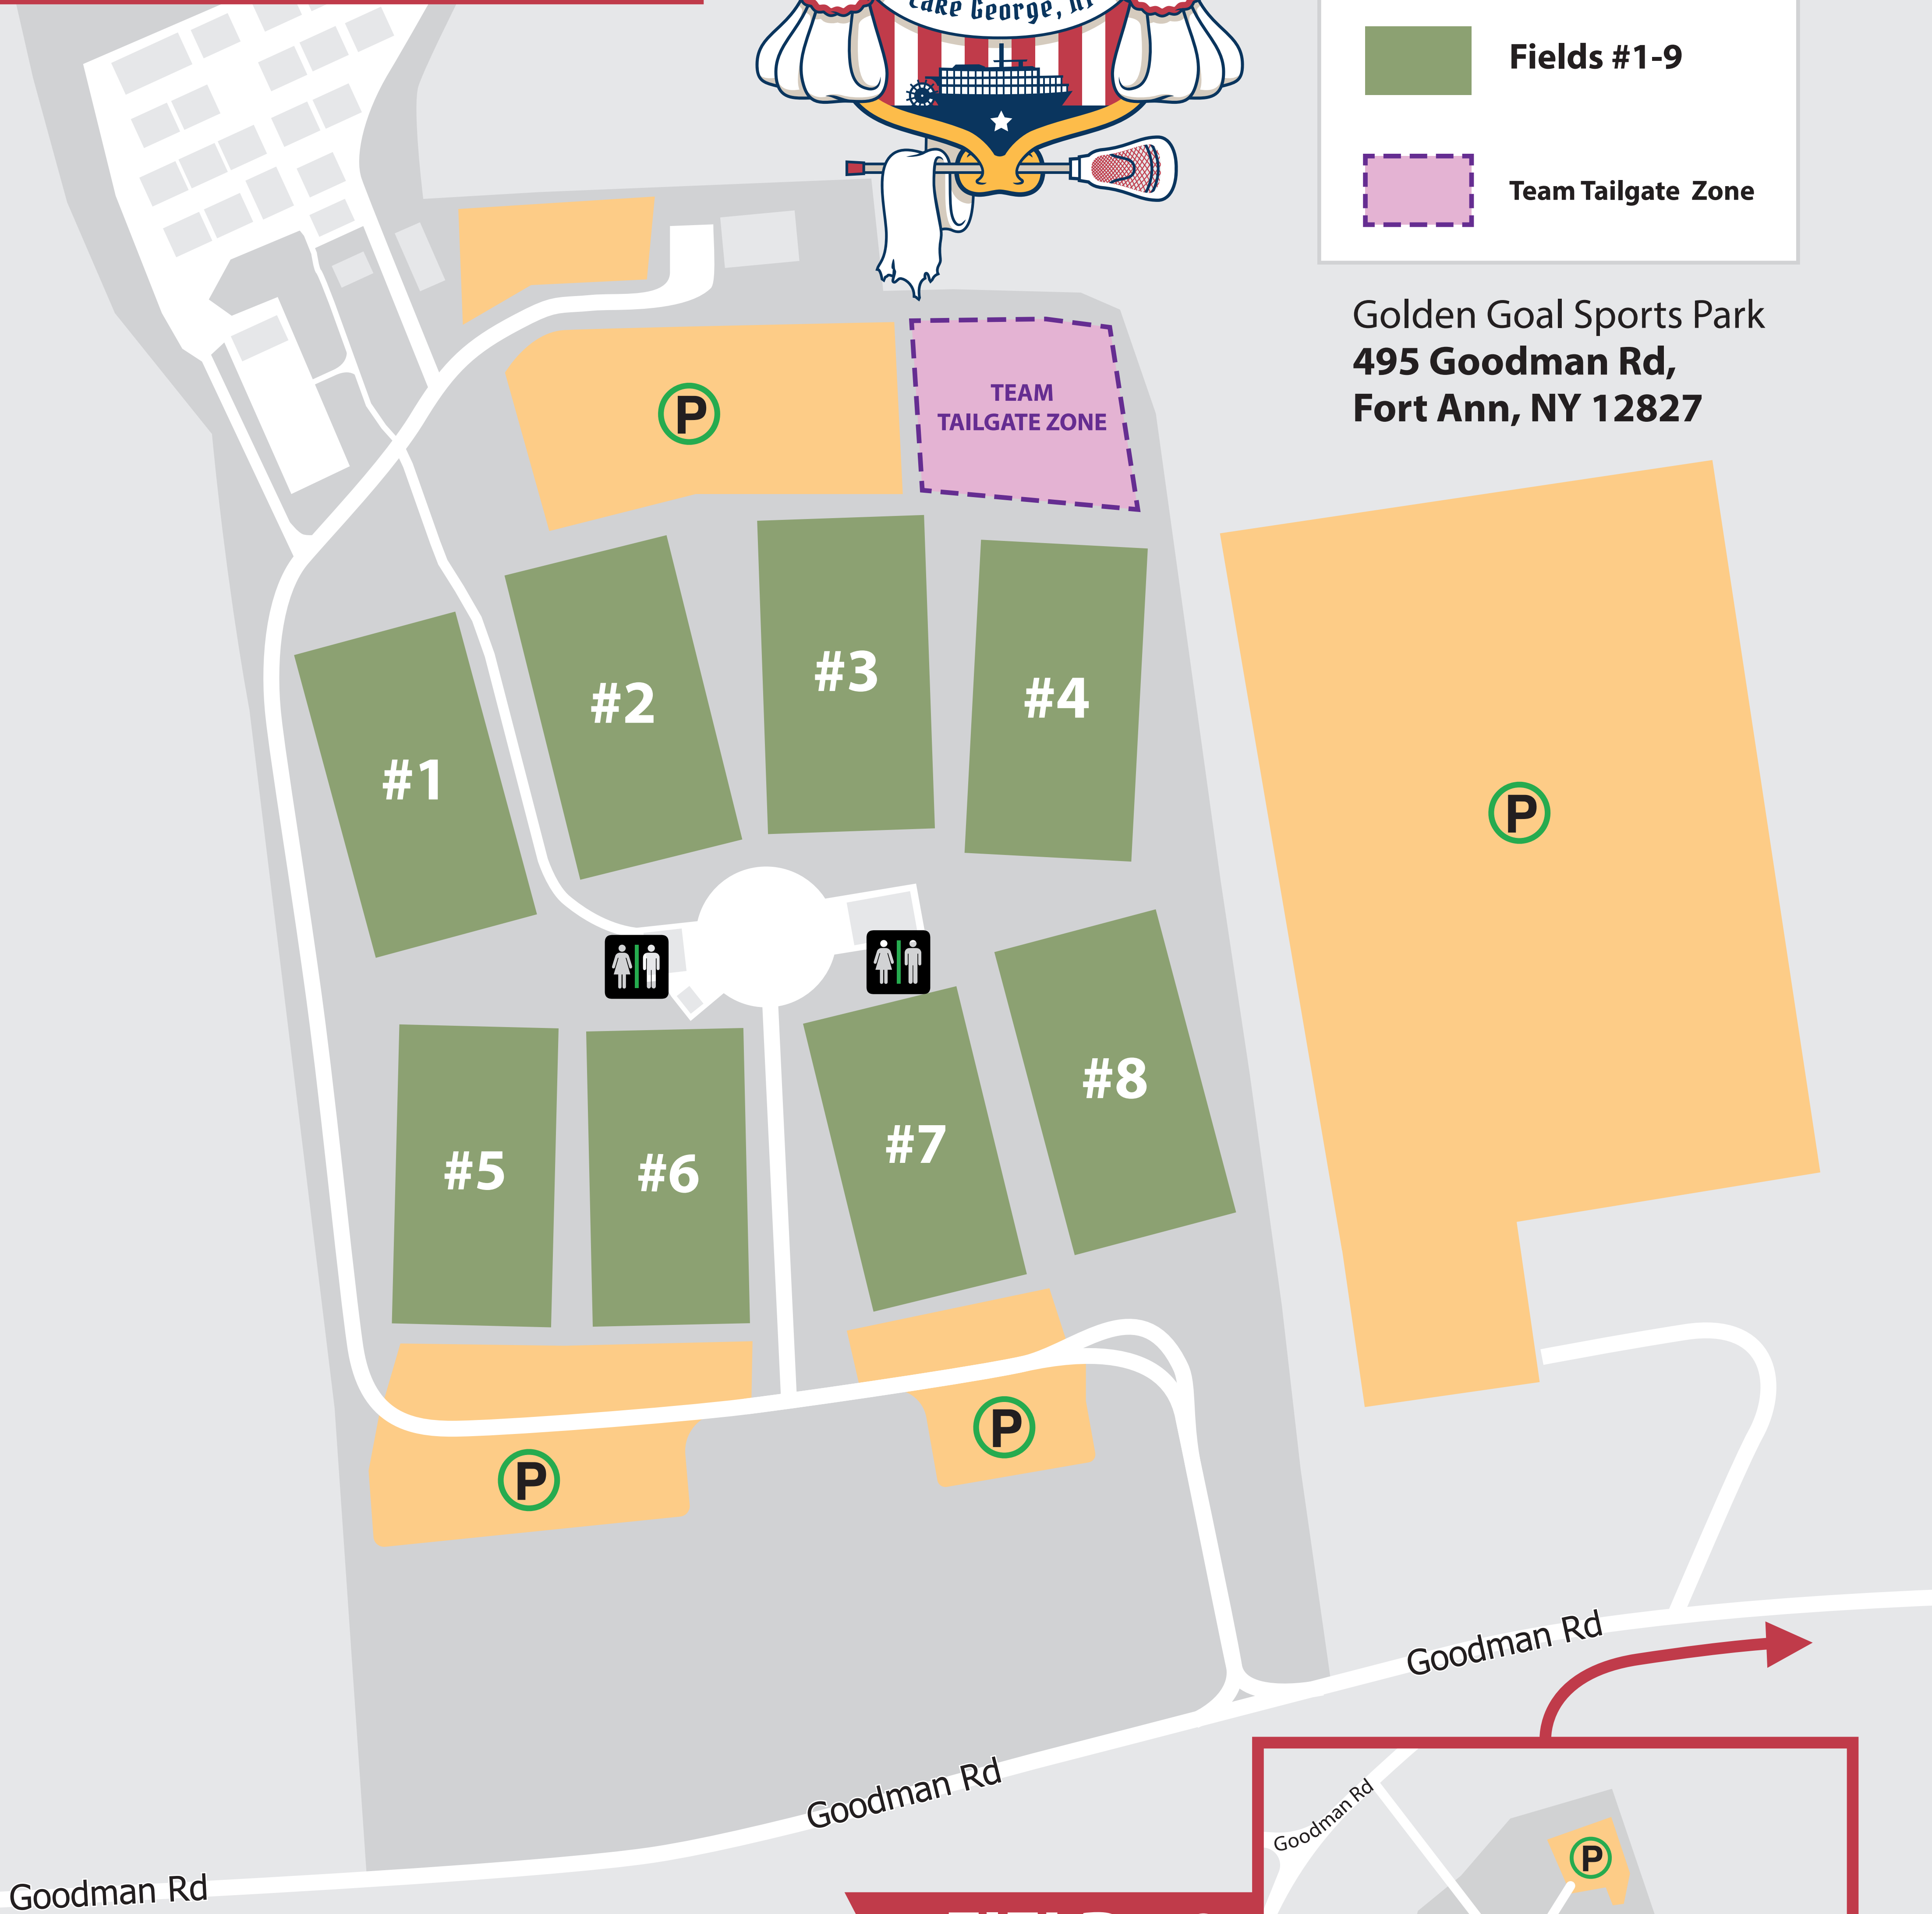 Lake George, NY
Fields #1-9
Team Tailgate Zone
Golden Goal Sports Park
495 Goodman Rd,
Fort Ann, NY 12827
P
TEAM
TAILGATE ZONE
#1
#2
#3
#4
P
#5
#6
#7
#8
P
P
Goodman Rd
Goodman Rd
Goodman Rd
Goodman Rd
P